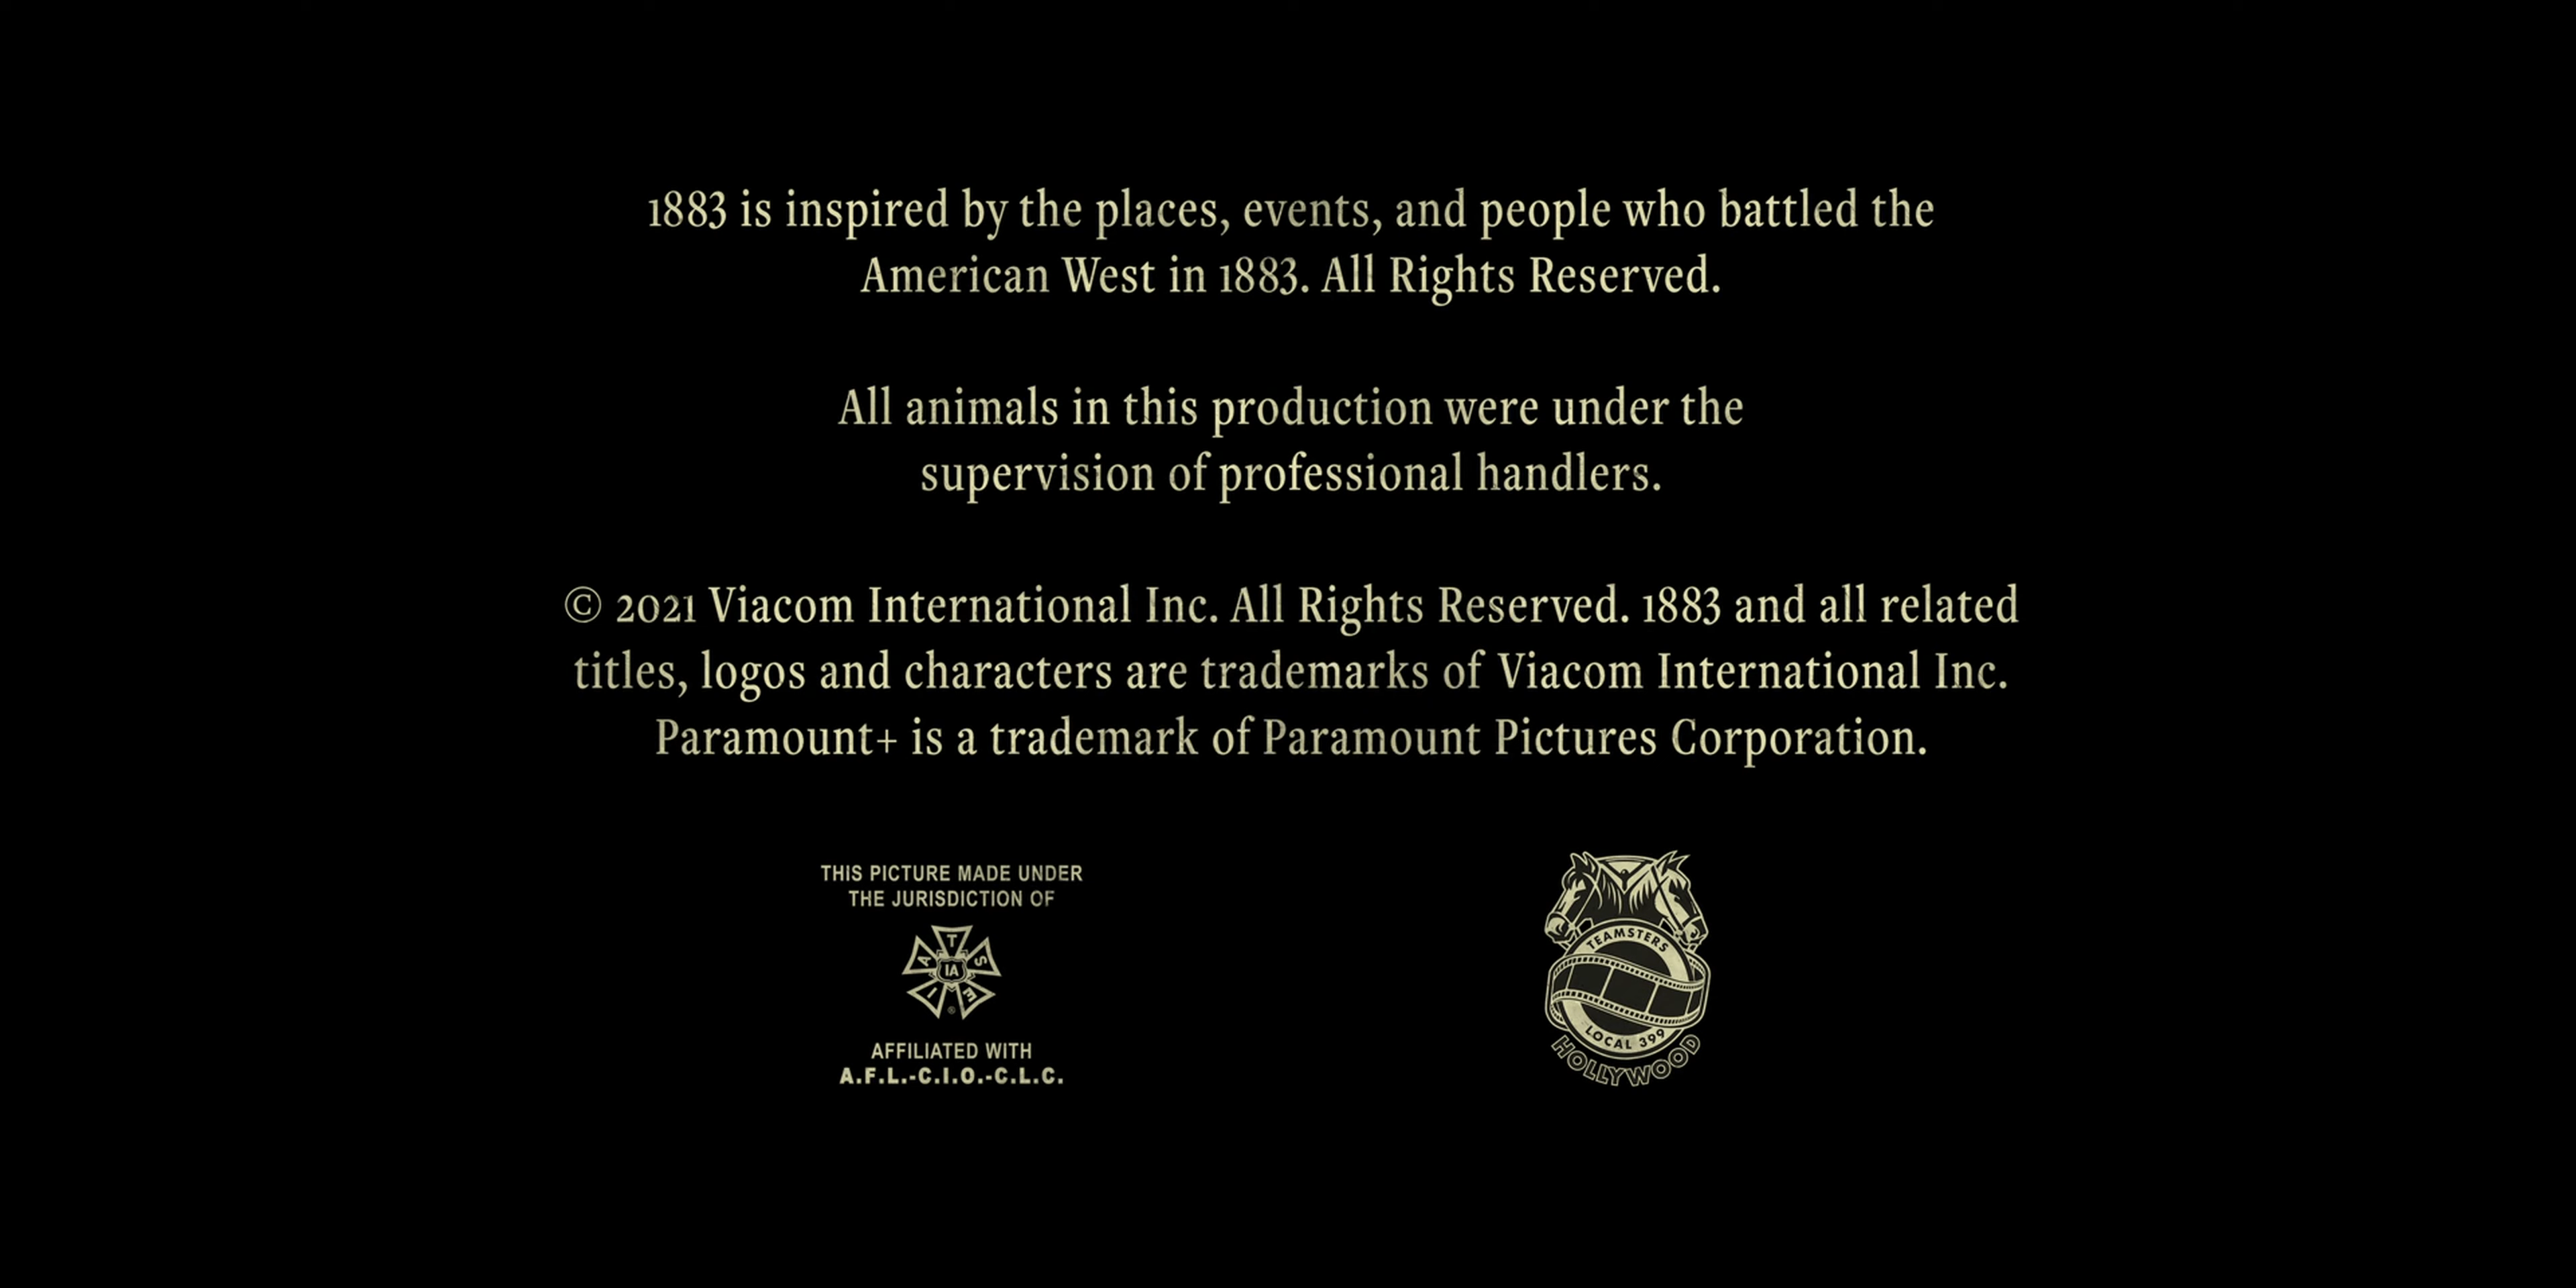 1883 is inspired by the places, events, and people who battled the
American West in 1883. All Rights Reserved.
All animals in this production were under the
supervision of professional handlers.
© 2021 Viacom International Inc. All Rights Reserved. 1883 and all related
titles, logos and characters are trademarks of Viacom International Inc.
Paramount+ is a trademark of Paramount Pictures Corporation.
THIS PICTURE MADE UNDER
THE JURISDICTION OF
I A T S E
IA
®
AFFILIATED WITH
A.F.L.-C.I.O.-C.L.C.
TEAMSTERS
LOCAL 399
HOLLYWOOD